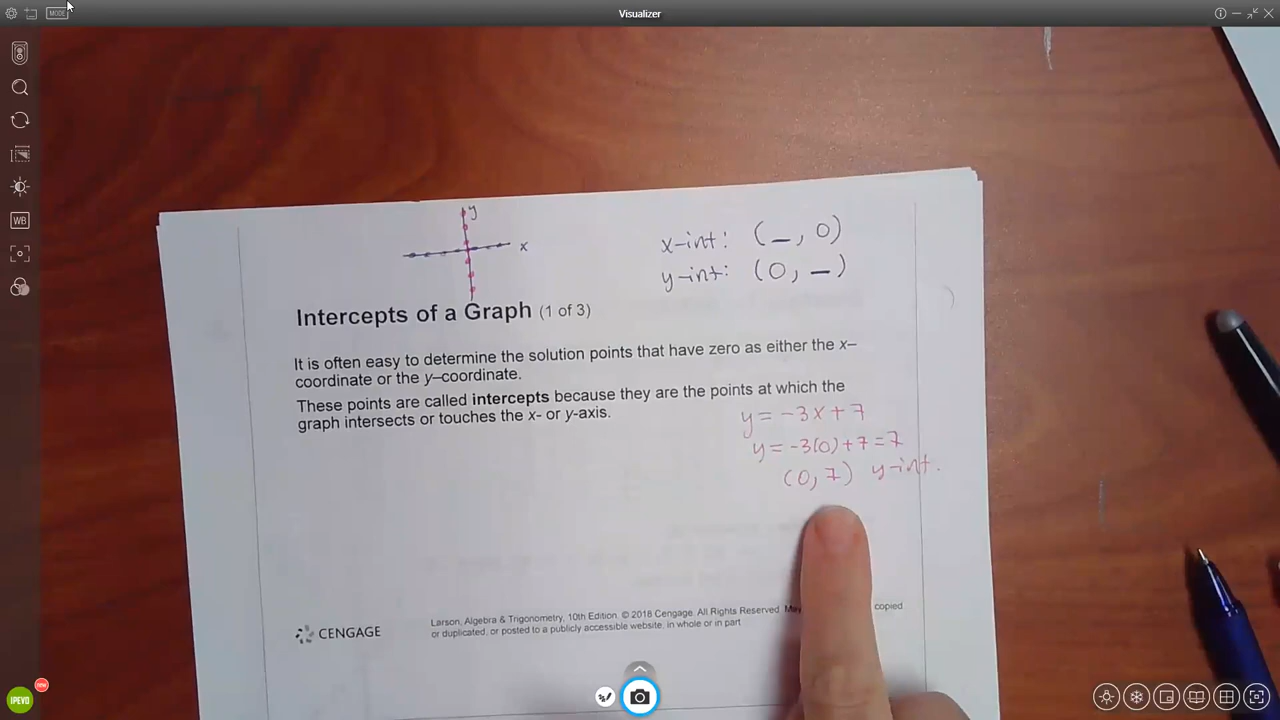 MODE
Visualizer
WB
y
x
x-int: (_, 0)
y-int: (0, _)
Intercepts of a Graph (1 of 3)
It is often easy to determine the solution points that have zero as either the x–
coordinate or the y–coordinate.
These points are called intercepts because they are the points at which the
graph intersects or touches the x- or y-axis.
y = -3x + 7
y = -3(0) + 7 = 7
(0, 7) y-int.
CENGAGE
Larson, Algebra & Trigonometry, 10th Edition. © 2018 Cengage. All Rights Reserved. copied
or duplicated, or posted to a publicly accessible website, in whole or in part
IPEVO
new